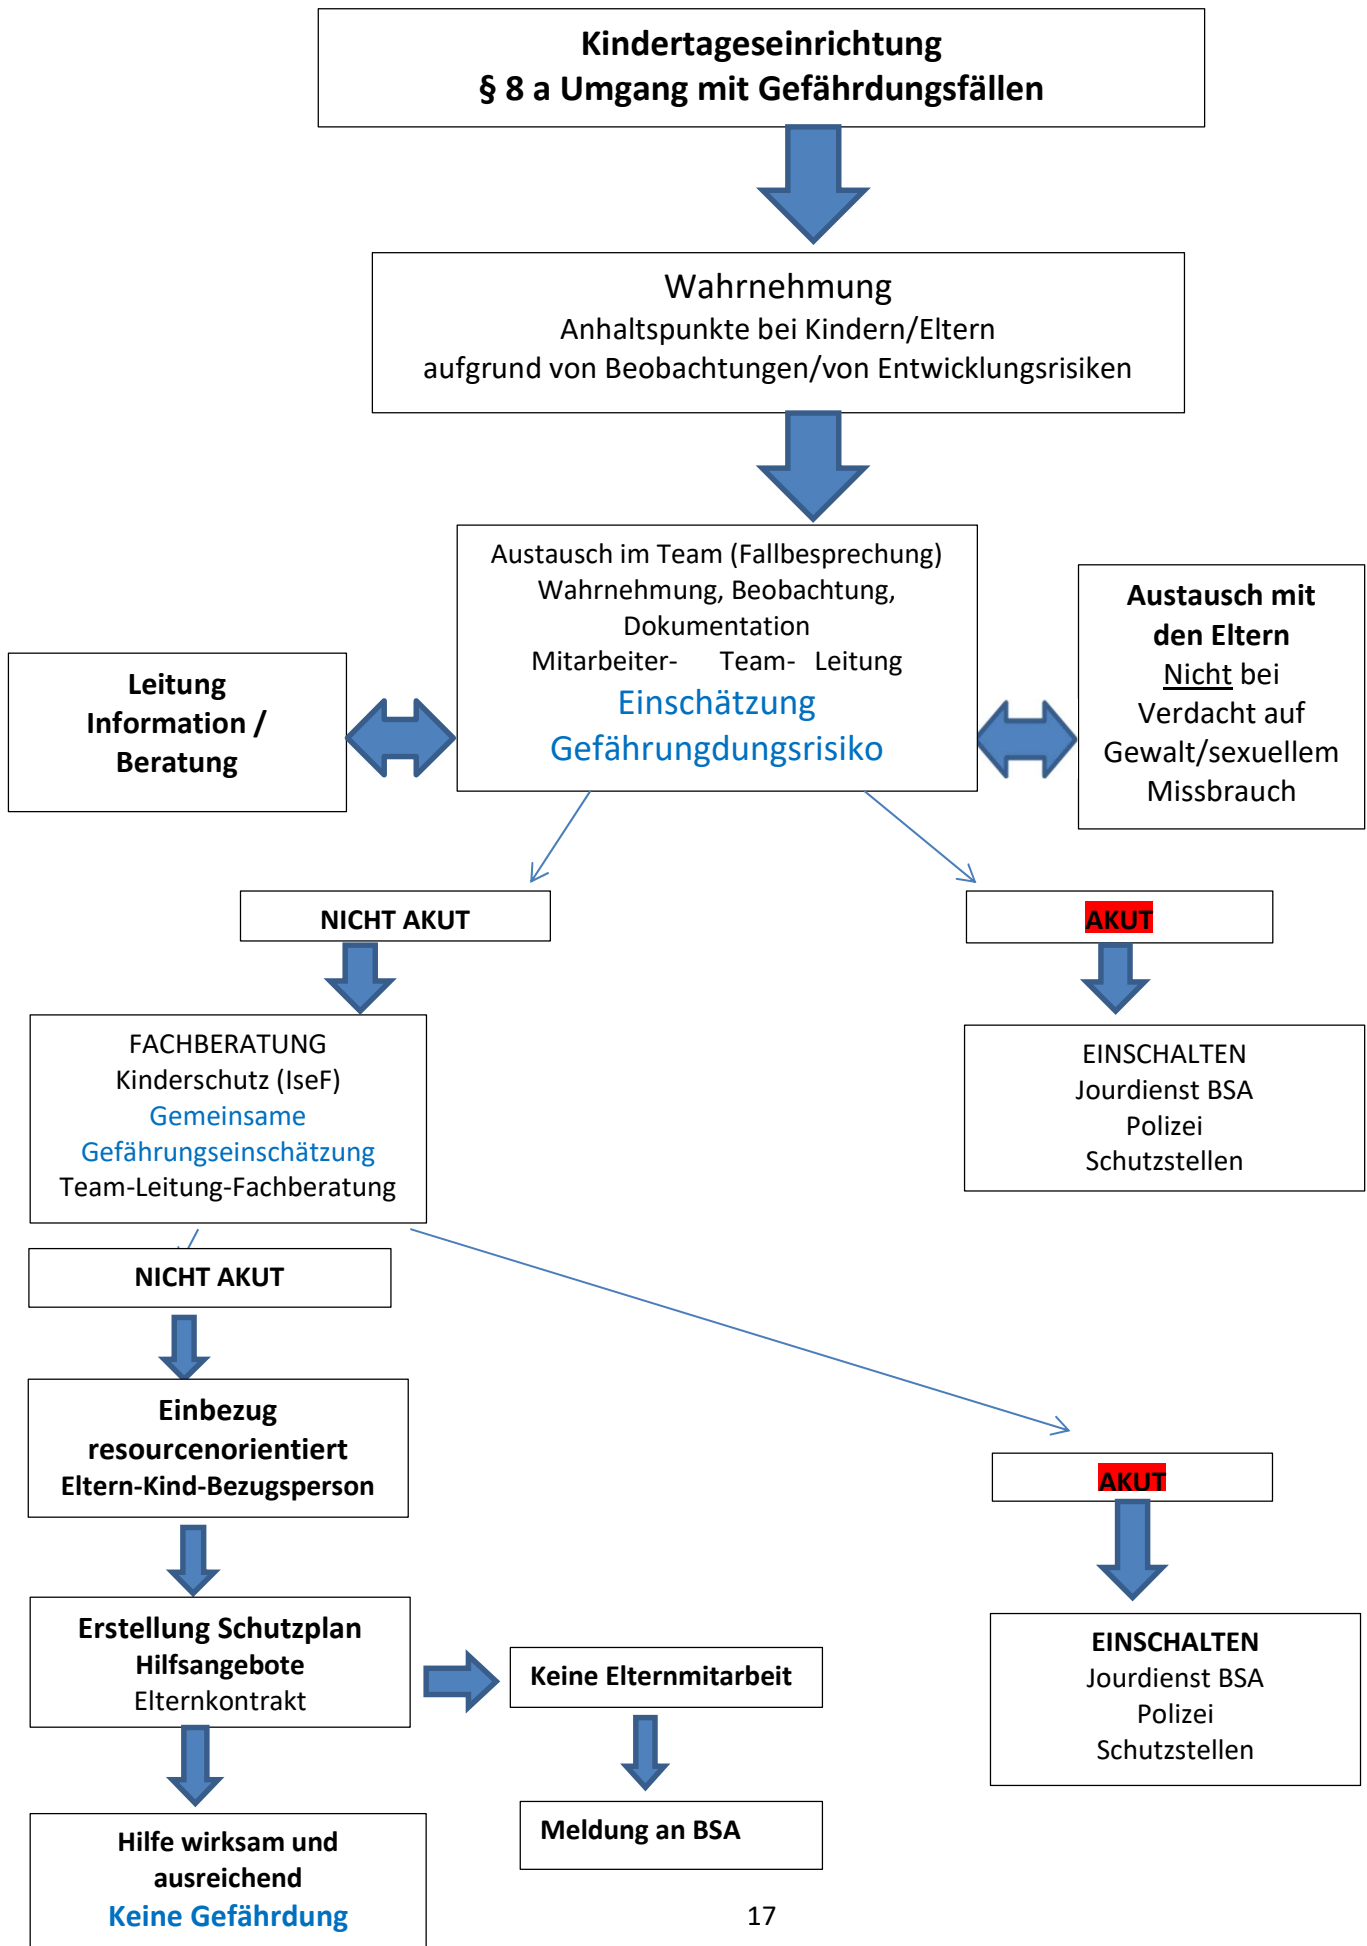 Kindertageseinrichtung
§ 8 a Umgang mit Gefährdungsfällen
Wahrnehmung
Anhaltspunkte bei Kindern/Eltern
aufgrund von Beobachtungen/von Entwicklungsrisiken
Austausch im Team (Fallbesprechung)
Wahrnehmung, Beobachtung,
Dokumentation
Mitarbeiter- Team- Leitung
Einschätzung
Gefährungdungsrisiko
Leitung
Information /
Beratung
Austausch mit
den Eltern
Nicht bei
Verdacht auf
Gewalt/sexuellem
Missbrauch
NICHT AKUT
AKUT
FACHBERATUNG
Kinderschutz (IseF)
Gemeinsame
Gefährungseinschätzung
Team-Leitung-Fachberatung
EINSCHALTEN
Jourdienst BSA
Polizei
Schutzstellen
NICHT AKUT
Einbezug
resourcenorientiert
Eltern-Kind-Bezugsperson
AKUT
Erstellung Schutzplan
Hilfsangebote
Elternkontrakt
Keine Elternmitarbeit
EINSCHALTEN
Jourdienst BSA
Polizei
Schutzstellen
Meldung an BSA
Hilfe wirksam und
ausreichend
Keine Gefährdung
17